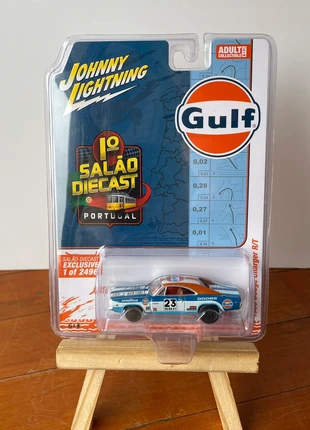 JOHNNY
LIGHTNING
ADULT
COLLECTIBLE
Gulf
1º
SALÃO
DIECAST
PORTUGAL
0,02
0,28
0,27
0,01
SALÃO DIECAST
EXCLUSIVE
1 of 2496
Dodge Charger R/T
23
DODGE
Gulf